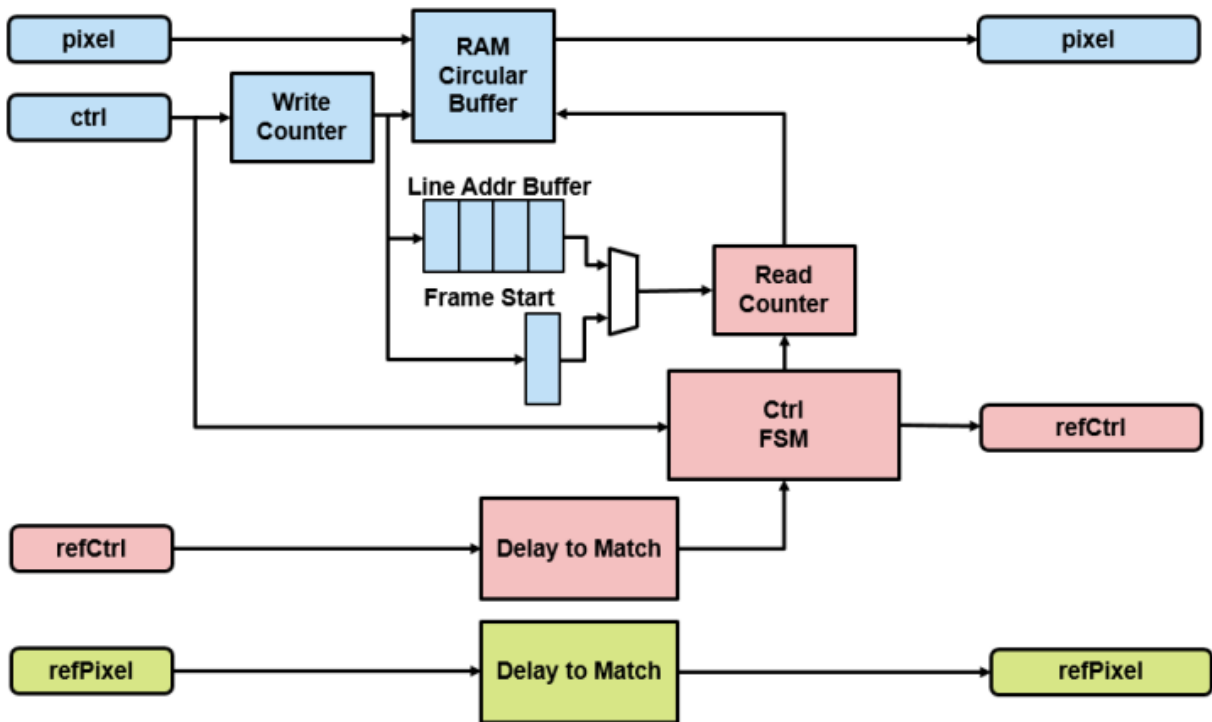 pixel
RAM
Circular
Buffer
pixel
ctrl
Write
Counter
Line Addr Buffer
Frame Start
Read
Counter
Ctrl
FSM
refCtrl
refCtrl
Delay to Match
refPixel
Delay to Match
refPixel